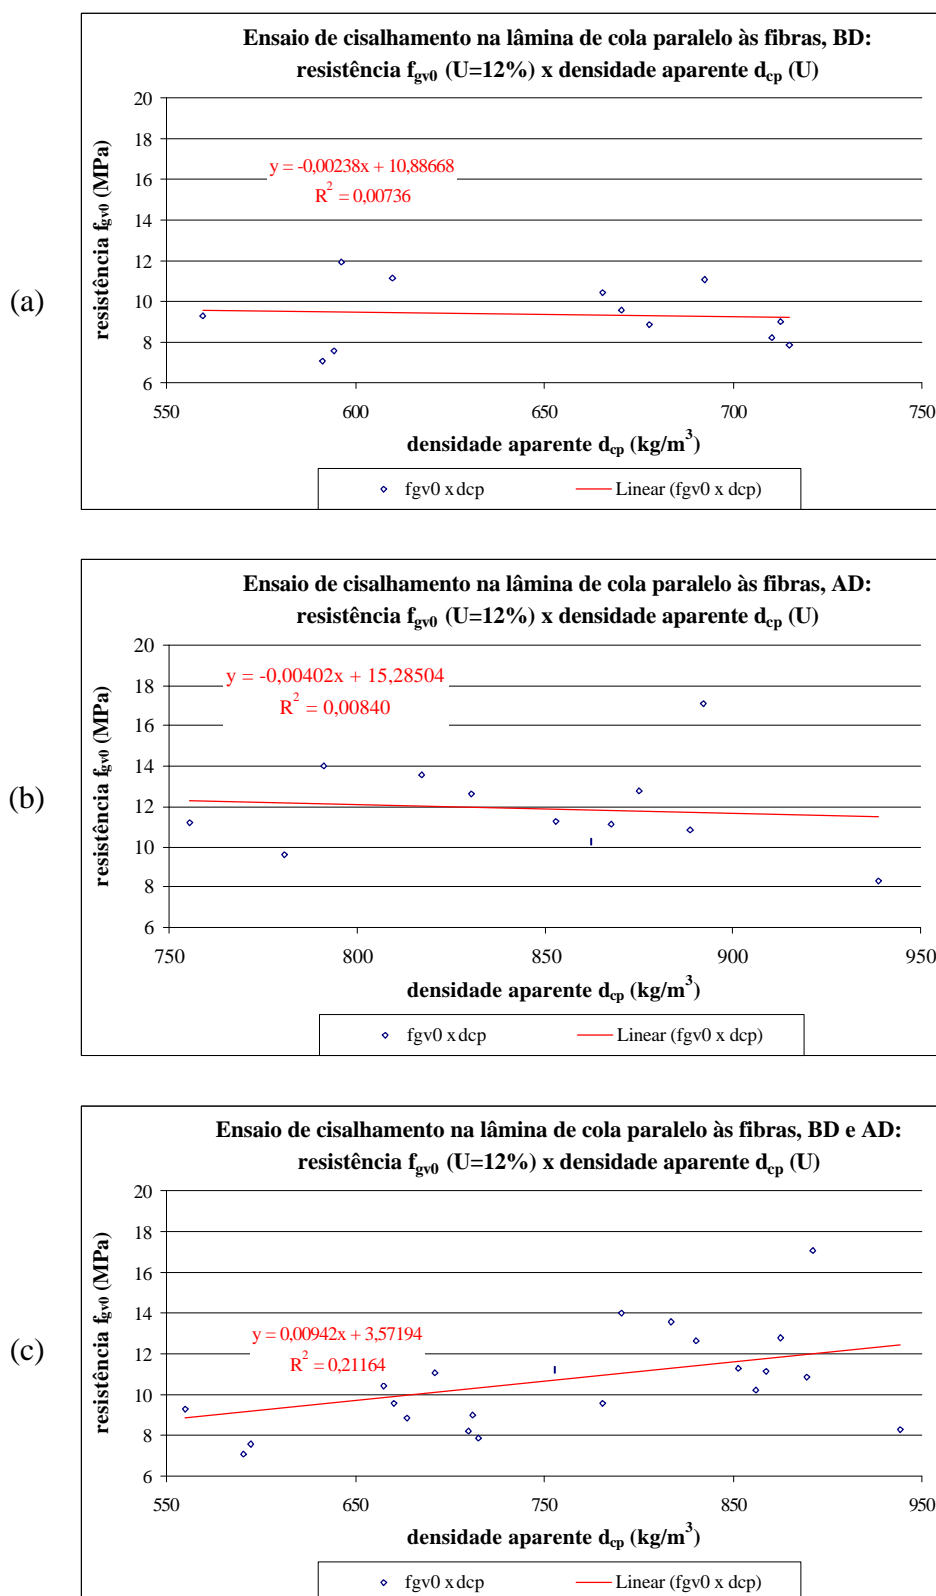 Ensaio de cisalhamento na lâmina de cola paralelo às fibras, BD:
resistência fgv0 (U=12%) x densidade aparente dcp (U)
20
18
16
14
12
10
8
6
y = -0,00238x + 10,88668
R2 = 0,00736
resistência fgv0 (MPa)
(a)
550 600 650 700 750
densidade aparente dcp (kg/m3)
fgv0 x dcp Linear (fgv0 x dcp)
Ensaio de cisalhamento na lâmina de cola paralelo às fibras, AD:
resistência fgv0 (U=12%) x densidade aparente dcp (U)
20
18
16
14
12
10
8
6
y = -0,00402x + 15,28504
R2 = 0,00840
resistência fgv0 (MPa)
(b)
750 800 850 900 950
densidade aparente dcp (kg/m3)
fgv0 x dcp Linear (fgv0 x dcp)
Ensaio de cisalhamento na lâmina de cola paralelo às fibras, BD e AD:
resistência fgv0 (U=12%) x densidade aparente dcp (U)
20
18
16
14
12
10
8
6
y = 0,00942x + 3,57194
R2 = 0,21164
resistência fgv0 (MPa)
(c)
550 650 750 850 950
densidade aparente dcp (kg/m3)
fgv0 x dcp Linear (fgv0 x dcp)